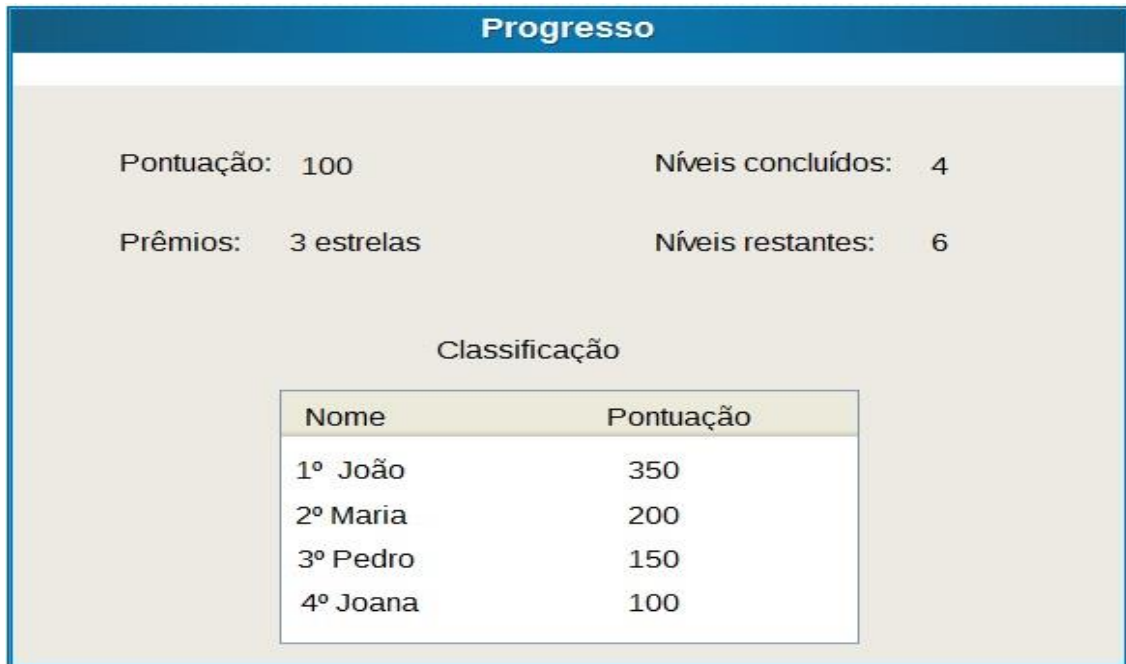 Progresso
Pontuação: 100 Níveis concluídos: 4
Prêmios: 3 estrelas Níveis restantes: 6
Classificação
Nome Pontuação
1º João 350
2º Maria 200
3º Pedro 150
4º Joana 100